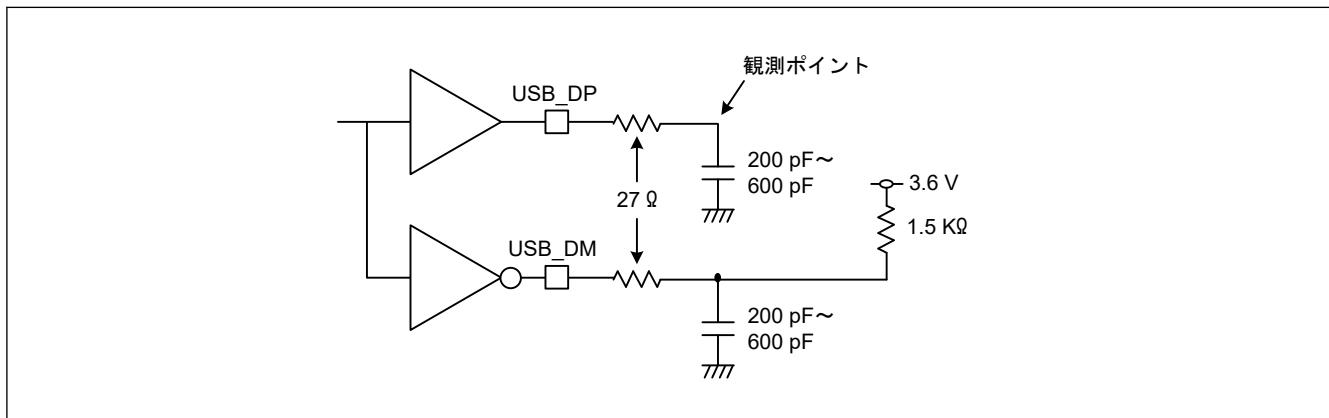 観測ポイント
USB_DP
200 pF～
600 pF
3.6 V
27 Ω
1.5 KΩ
USB_DM
200 pF～
600 pF